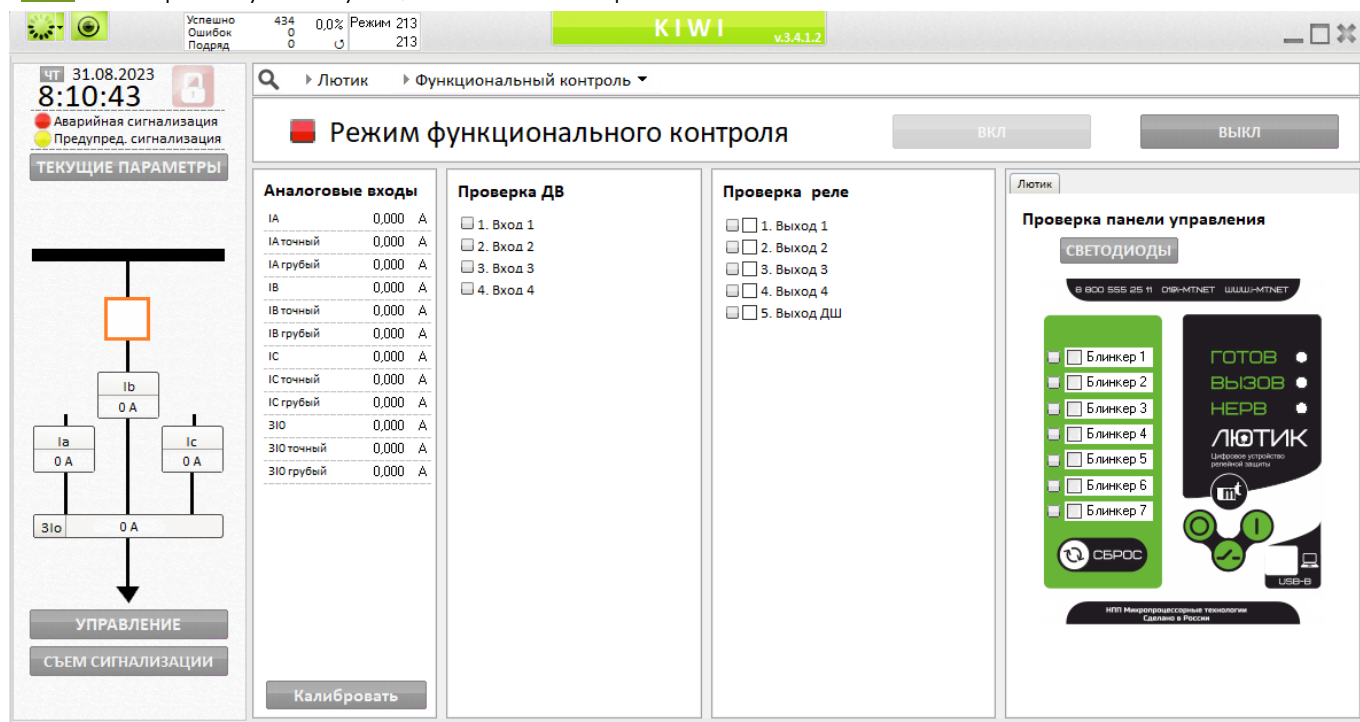 Успешно 434 0,0% Режим 213
Ошибок 0
Подряд 0 213
KIWI v.3.4.1.2
ЧТ 31.08.2023
8:10:43
Аварийная сигнализация
Предупред. сигнализация
ТЕКУЩИЕ ПАРАМЕТРЫ
Ib
0 A
Ia
0 A
Ic
0 A
3Io 0 A
УПРАВЛЕНИЕ
СЪЕМ СИГНАЛИЗАЦИИ
Лютик Функциональный контроль
Режим функционального контроля
ВКЛ
ВЫКЛ
Аналоговые входы
IA 0,000 A
IA точный 0,000 A
IA грубый 0,000 A
IB 0,000 A
IB точный 0,000 A
IB грубый 0,000 A
IC 0,000 A
IC точный 0,000 A
IC грубый 0,000 A
3I0 0,000 A
3I0 точный 0,000 A
3I0 грубый 0,000 A
Калибровать
Проверка ДВ
1. Вход 1
2. Вход 2
3. Вход 3
4. Вход 4
Проверка реле
1. Выход 1
2. Выход 2
3. Выход 3
4. Выход 4
5. Выход ДШ
Лютик
Проверка панели управления
СВЕТОДИОДЫ
8 800 555 25 11
Блинкер 1
Блинкер 2
Блинкер 3
Блинкер 4
Блинкер 5
Блинкер 6
Блинкер 7
СБРОС
ГОТОВ
ВЫЗОВ
НЕРВ
ЛЮТИК
Цифровое устройство
релейной защиты
mt
USB-B
НПП Микропроцессорные технологии
Сделано в России